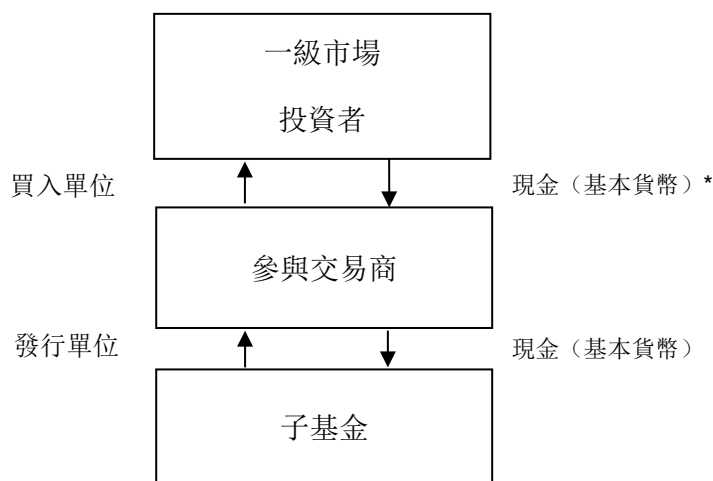 一級市場
投資者
買入單位
現金（基本貨幣）*
參與交易商
發行單位
現金（基本貨幣）
子基金